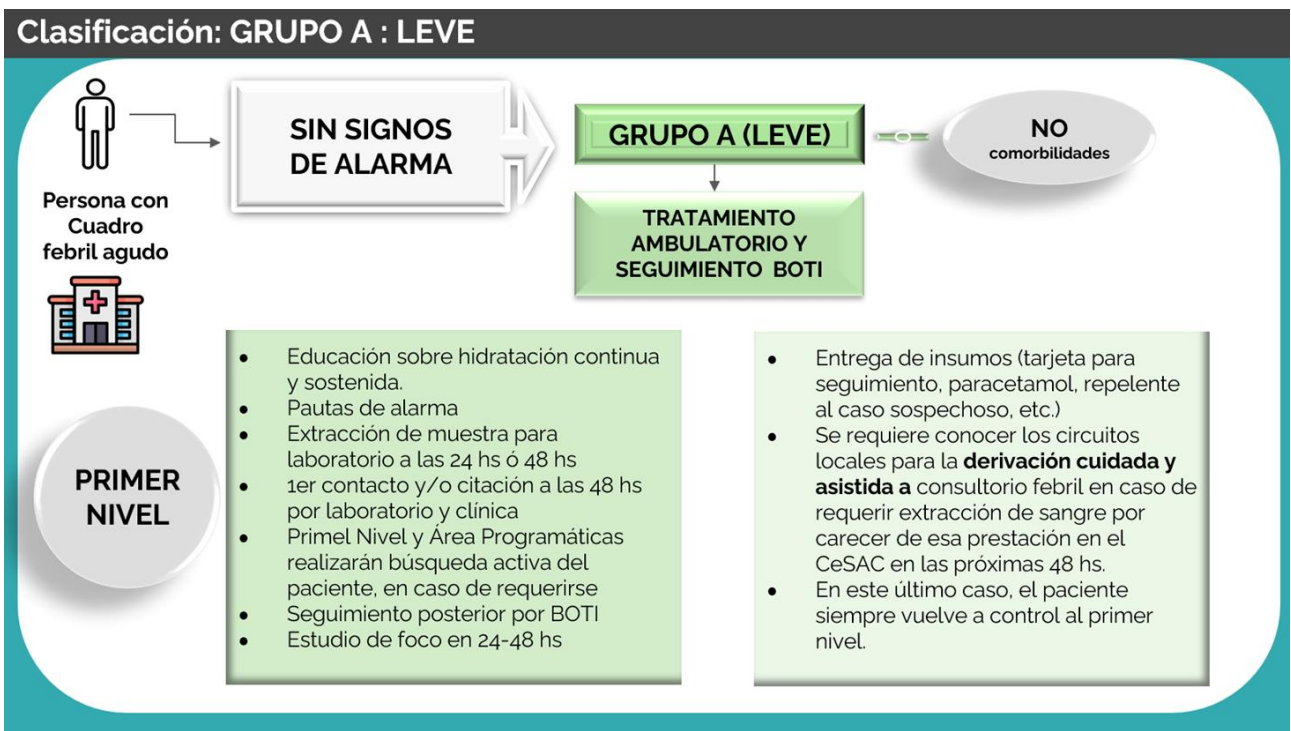 Clasificación: GRUPO A : LEVE
Persona con
Cuadro
febril agudo
SIN SIGNOS
DE ALARMA
GRUPO A (LEVE)
NO
comorbilidades
TRATAMIENTO
AMBULATORIO Y
SEGUIMIENTO BOTI
PRIMER
NIVEL
● Educación sobre hidratación continua
y sostenida.
● Pautas de alarma
● Extracción de muestra para
laboratorio a las 24 hs ó 48 hs
● 1er contacto y/o citación a las 48 hs
por laboratorio y clínica
● Primel Nivel y Área Programáticas
realizarán búsqueda activa del
paciente, en caso de requerirse
● Seguimiento posterior por BOTI
● Estudio de foco en 24-48 hs
● Entrega de insumos (tarjeta para
seguimiento, paracetamol, repelente
al caso sospechoso, etc.)
● Se requiere conocer los circuitos
locales para la derivación cuidada y
asistida a consultorio febril en caso de
requerir extracción de sangre por
carecer de esa prestación en el
CeSAC en las próximas 48 hs.
● En este último caso, el paciente
siempre vuelve a control al primer
nivel.